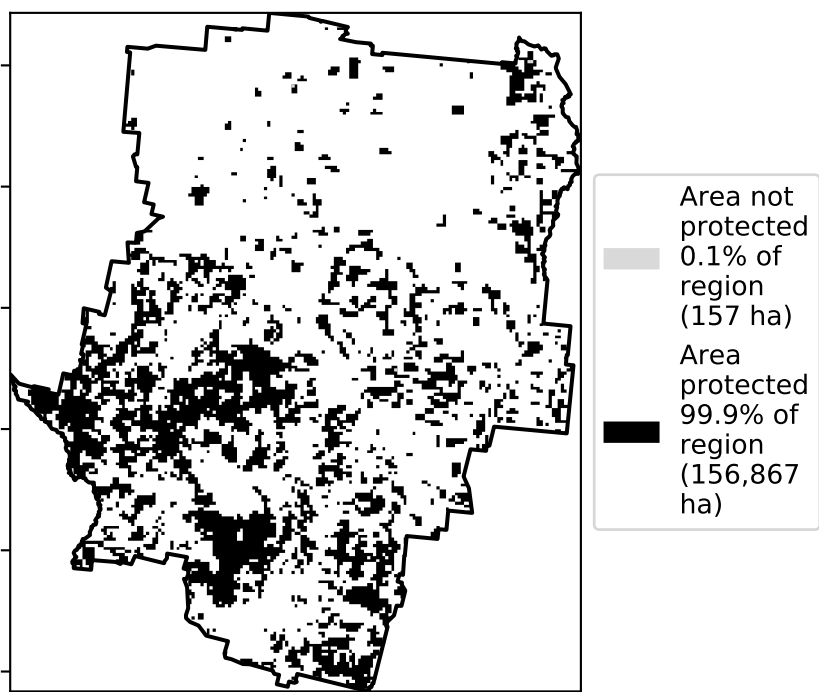 Area not
protected
0.1% of
region
(157 ha)
Area
protected
99.9% of
region
(156,867
ha)